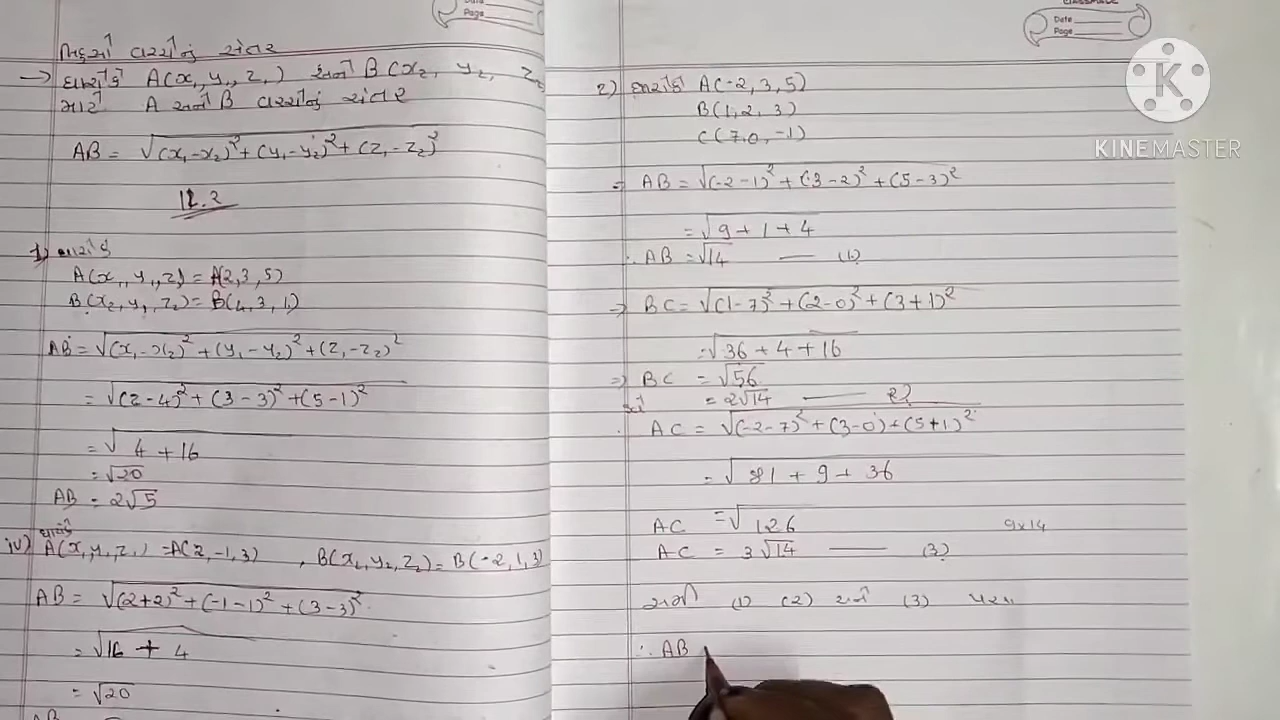 Date
Page
વચ્ચેનું અંતર
→ ધારોકે A(x₁, y₁, z₁) અને B(x₂, y₂, z₂
માટે A અને B વચ્ચેનું અંતર
AB = √(x₁-x₂)²+(y₁-y₂)²+(z₁-z₂)²
12.2
1) ધારોકે
A(x₁, y₁, z₁) = A(2,3,5)
B(x₂, y₁, z₂) = B(4,3,1)
AB = √(x₁-x₂)²+(y₁-y₂)²+(z₁-z₂)²
= √(2-4)²+(3-3)²+(5-1)²
= √4+16
= √20
AB = 2√5
ધારોકે
iv) A(x₁, y₁, z₁) = A(2,-1,3) , B(x₂, y₂, z₂) = B(-2,1,3)
AB = √(2+2)²+(-1-1)²+(3-3)²
= √16+4
= √20
CLASSMATE
Date
Page
2) ધારોકે A(-2,3,5)
B(1,2,3)
C(7,0,-1)
⇒ AB = √(-2-1)²+(3-2)²+(5-3)²
= √9+1+4
∴ AB = √14 — (1)
⇒ BC = √(1-7)²+(2-0)²+(3+1)²
= √36+4+16
⇒ BC = √56
= 2√14 — 2)
AC = √(-2-7)²+(3-0)+(5+1)²
= √81+9+36
AC = √126 9x14
AC = 3√14 — (3)
(1) (2) અને (3) પરથી
∴ AB
K
KINEMASTER